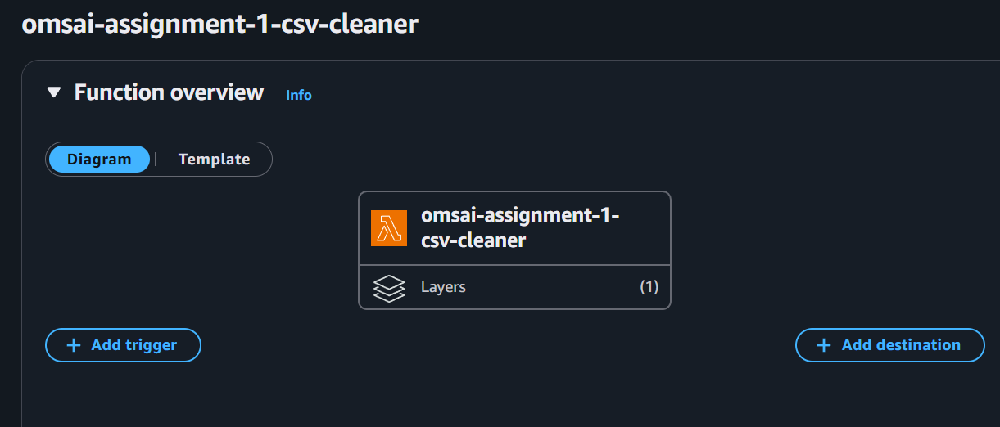 omsai-assignment-1-csv-cleaner
Function overview Info
Diagram Template
omsai-assignment-1-
csv-cleaner
Layers (1)
+ Add trigger + Add destination